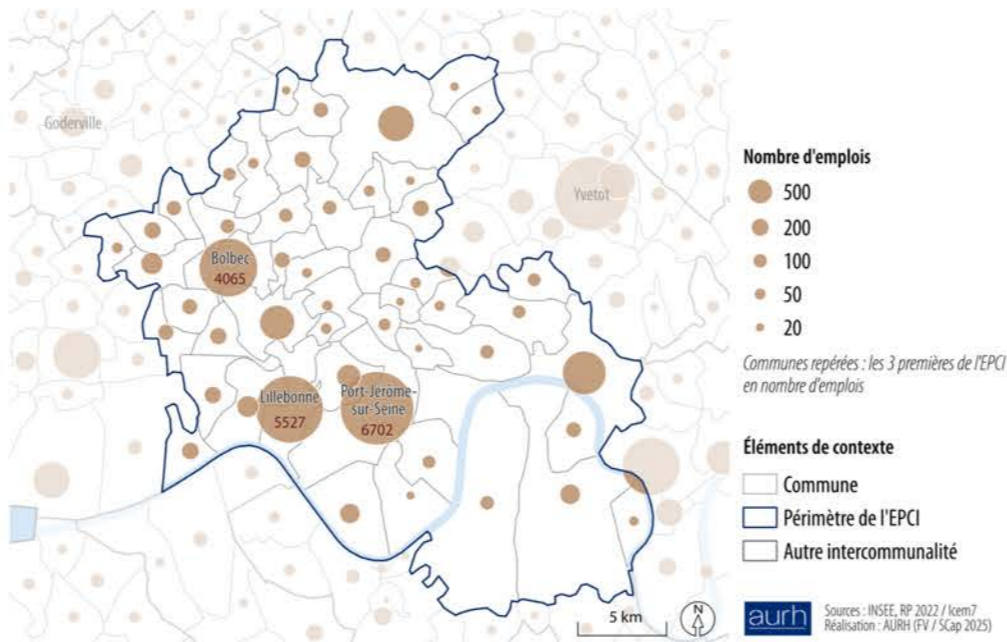 Goderville
Yvetot
Bolbec
4065
Lillebonne
5527
Port-Jérôme-
sur-Seine
6702
5 km
N
Nombre d'emplois
500
200
100
50
20
Communes repérées : les 3 premières de l'EPCI
en nombre d'emplois
Éléments de contexte
Commune
Périmètre de l'EPCI
Autre intercommunalité
aurh
Sources : INSEE, RP 2022 / Icem7
Réalisation : AURH (FV / SCap 2025)